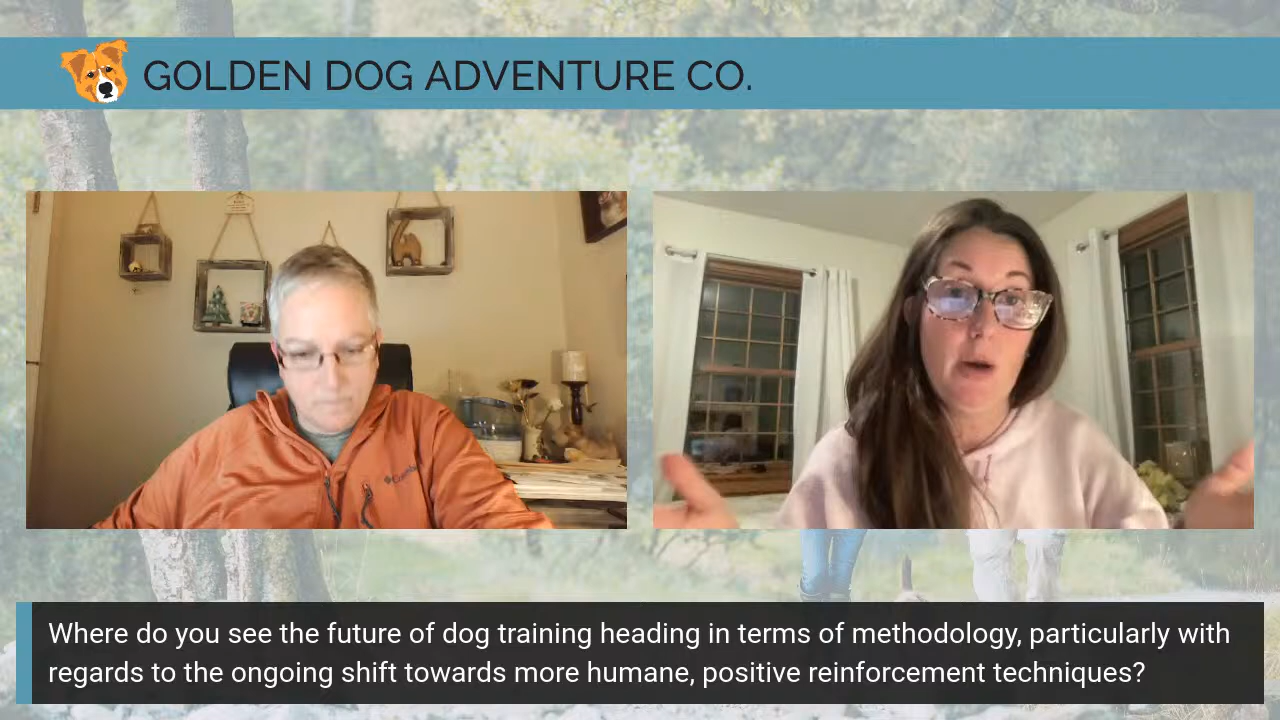 GOLDEN DOG ADVENTURE CO.
Columbia
Where do you see the future of dog training heading in terms of methodology, particularly with
regards to the ongoing shift towards more humane, positive reinforcement techniques?